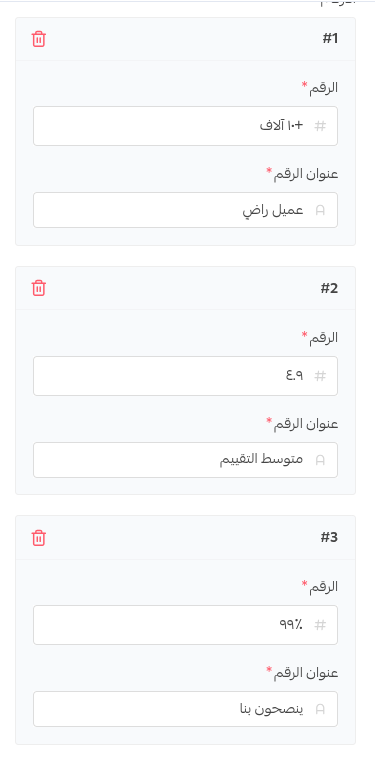 #1
الرقم*
+١٠ آلاف
عنوان الرقم*
عميل راضٍ
#2
الرقم*
٤.٩
عنوان الرقم*
متوسط التقييم
#3
الرقم*
٩٩٪
عنوان الرقم*
ينصحون بنا